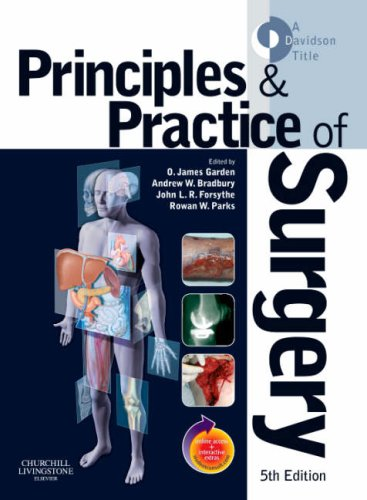 A
Davidson
Title
Principles &
Practice of
Surgery
Edited by
O. James Garden
Andrew W. Bradbury
John L. R. Forsythe
Rowan W. Parks
online access
+
interactive
extras
CHURCHILL
LIVINGSTONE
ELSEVIER
5th Edition